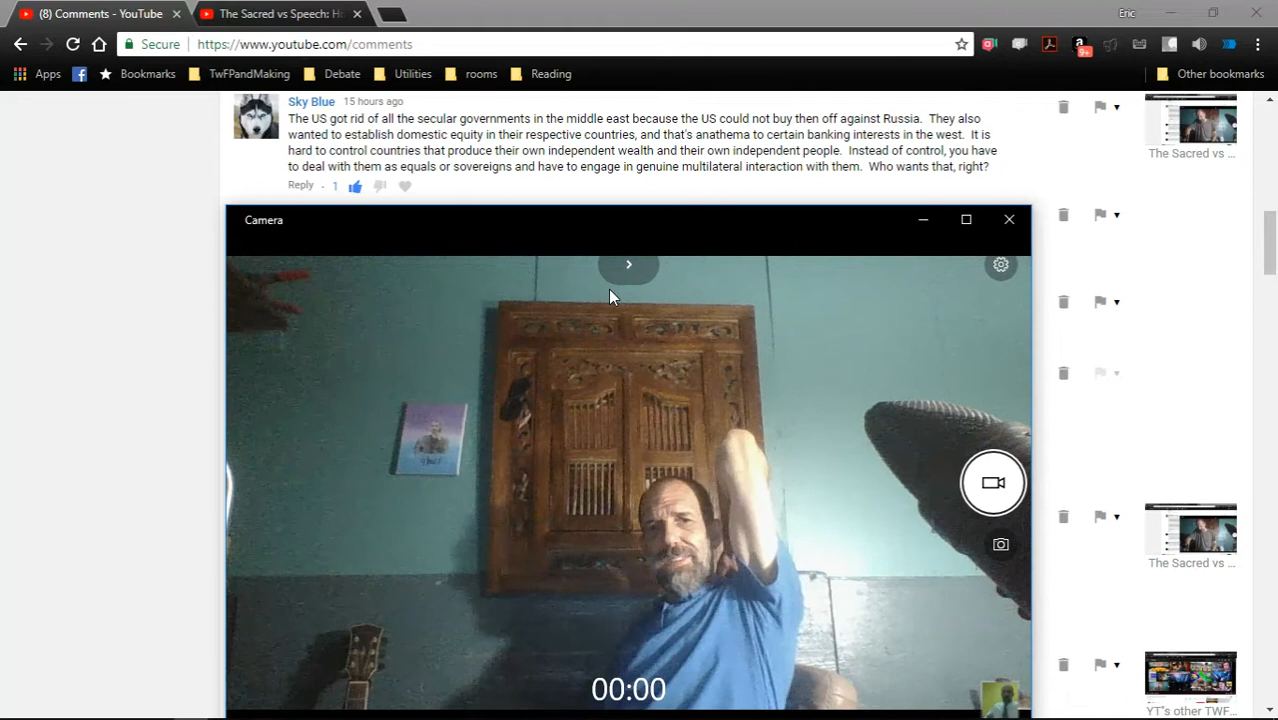 (8) Comments - YouTube
The Sacred vs Speech: H
Eric
Secure https://www.youtube.com/comments
9+
Apps Bookmarks TwFPandMaking Debate Utilities rooms Reading Other bookmarks
Sky Blue 15 hours ago
The US got rid of all the secular governments in the middle east because the US could not buy then off against Russia. They also
wanted to establish domestic equity in their respective countries, and that's anathema to certain banking interests in the west. It is
hard to control countries that produce their own independent wealth and their own independent people. Instead of control, you have
to deal with them as equals or sovereigns and have to engage in genuine multilateral interaction with them. Who wants that, right?
Reply . 1
The Sacred vs ...
Camera
The Sacred vs ...
00:00
YT"s other TWF...